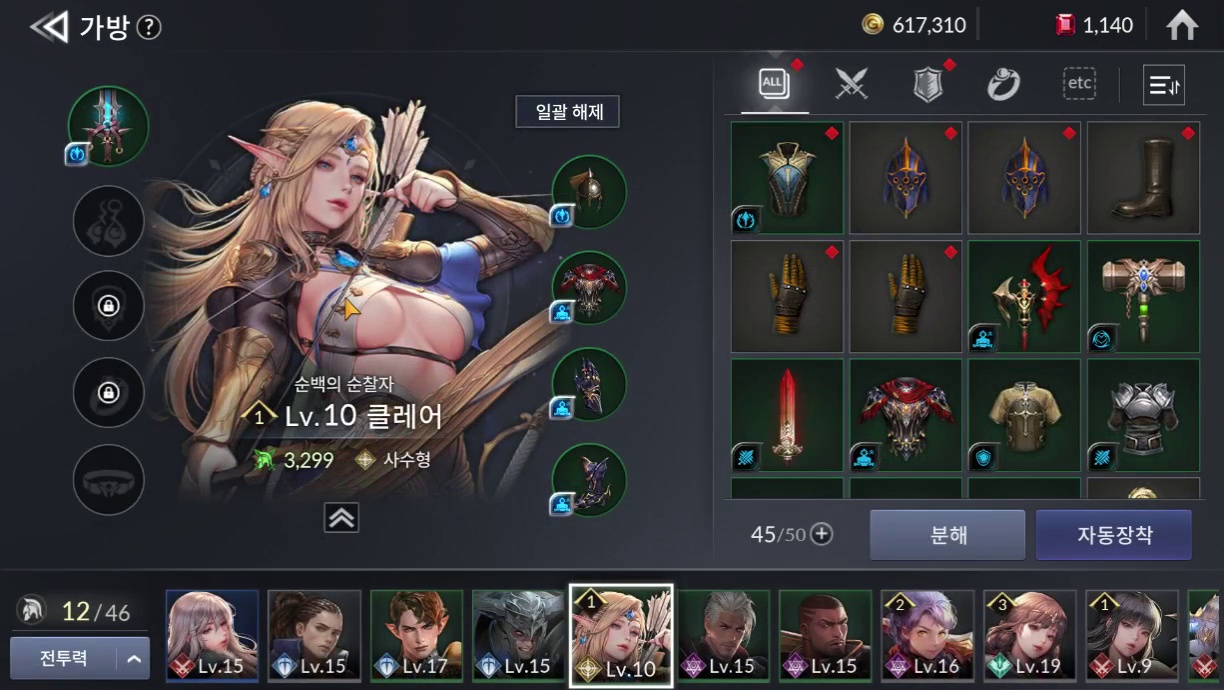 가방 ?
617,310
1,140
일괄 해제
ALL
etc
순백의 순찰자
1 Lv.10 클레어
3,299 사수형
45/50 +
분해
자동장착
12/46
전투력
Lv.15
Lv.15
Lv.17
Lv.15
1
Lv.10
Lv.15
Lv.15
2
Lv.16
3
Lv.19
1
Lv.9